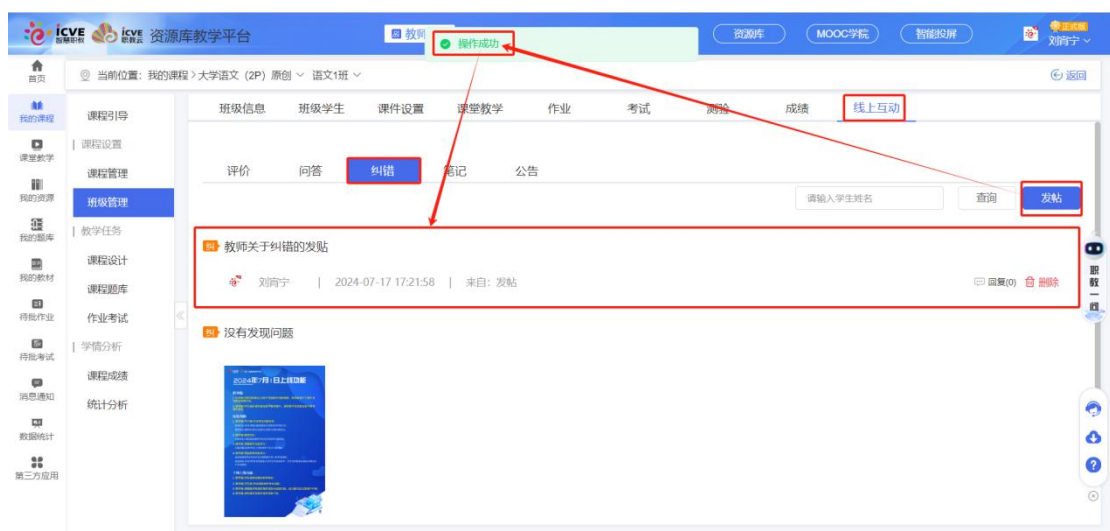 icve 智慧职教 icve 职教云 资源库教学平台
操作成功
资源库 MOOC学院 智能投屏
正式版
刘宵宁
首页
当前位置：我的课程 > 大学语文（2P）原创 语文1班
返回
我的课程
课堂教学
我的资源
我的题库
我的教材
待批作业
待批考试
消息通知
数据统计
第三方应用
课程引导
课程设置
课程管理
班级管理
教学任务
课程设计
课程题库
作业考试
学情分析
课程成绩
统计分析
班级信息 班级学生 课件设置 课堂教学 作业 考试 测验 成绩 线上互动
评价 问答 纠错 笔记 公告
请输入学生姓名 查询 发帖
纠 教师关于纠错的发贴
刘宵宁 | 2024-07-17 17:21:58 | 来自：发帖
回复(0) 删除
纠 没有发现问题
2024年7月1日上线功能
职教一问